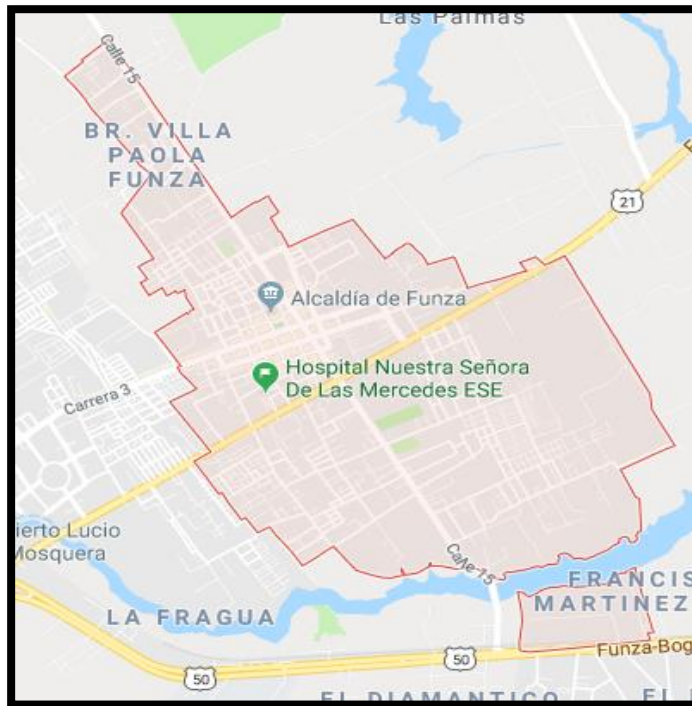 Las Palmas
Calle 15
BR. VILLA
PAOLA
FUNZA
21
Alcaldía de Funza
Hospital Nuestra Señora
De Las Mercedes ESE
Carrera 3
ierto Lucio
Mosquera
Calle 15
FRANCIS
MARTINEZ
LA FRAGUA
Funza-Bog
50
50
EL DIAMANTICO
EL